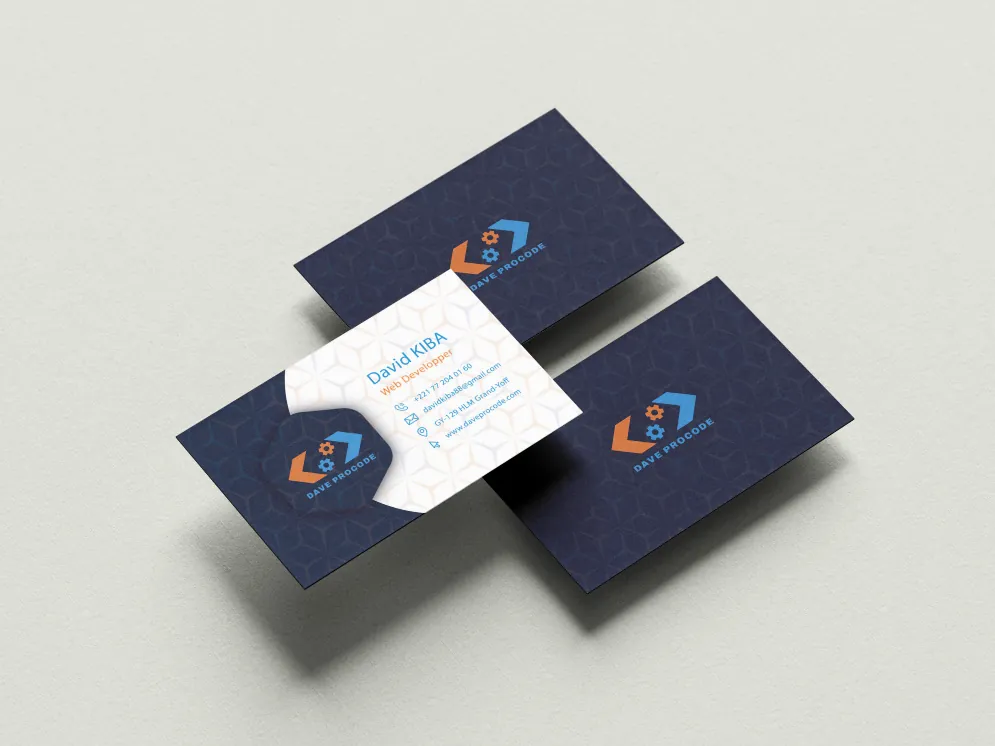 DAVE PROCODE
David KIBA
Web Developper
+221 77 204 01 60
davidkiba88@gmail.com
GY-129 HLM Grand-Yoff
www.daveprocode.com
DAVE PROCODE
DAVE PROCODE